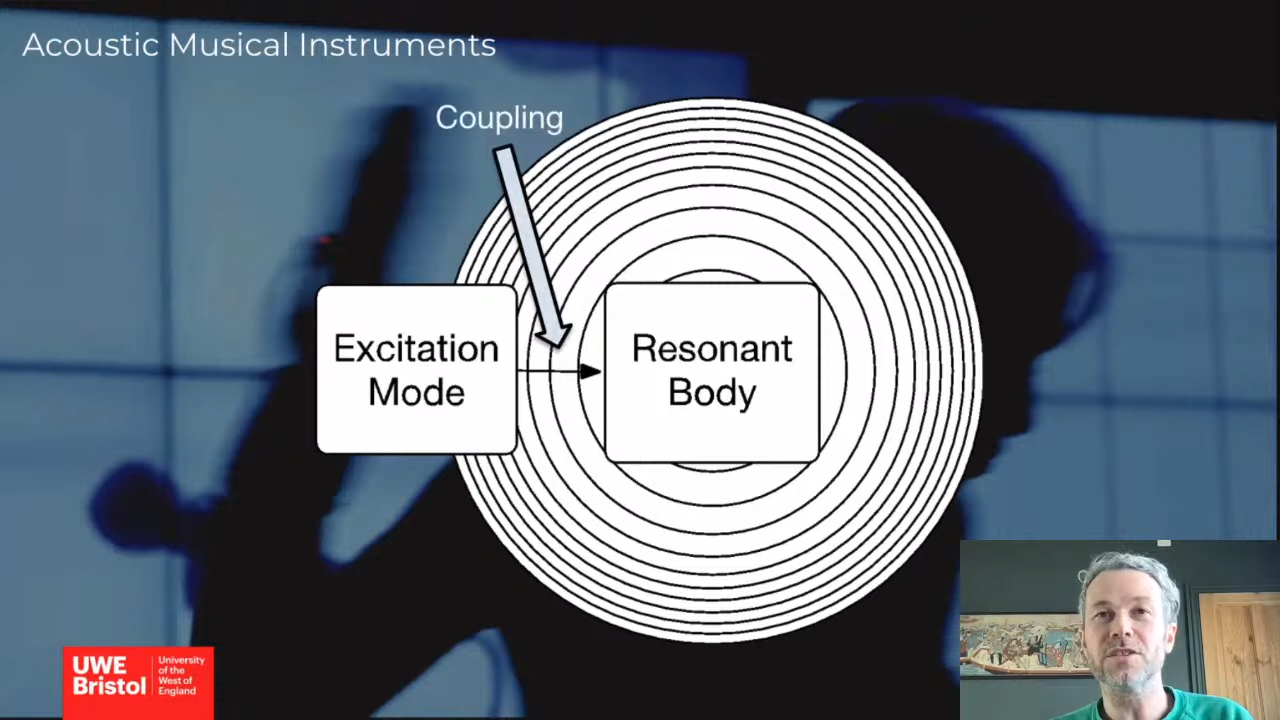 Acoustic Musical Instruments
Coupling
Excitation
Mode
Resonant
Body
UWE
Bristol
University
of the
West of
England